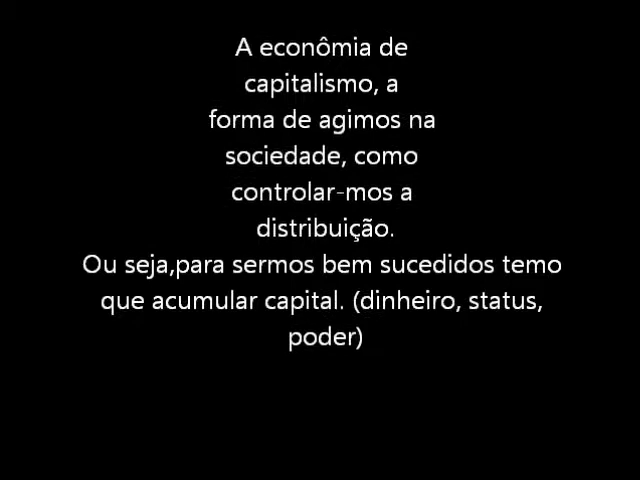 A econômia de
capitalismo, a
forma de agimos na
sociedade, como
controlar-mos a
distribuição.
Ou seja,para sermos bem sucedidos temo
que acumular capital. (dinheiro, status,
poder)